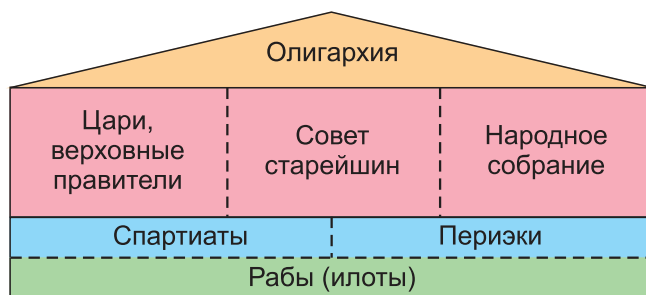 Олигархия
Цари,
верховные
правители
Совет
старейшин
Народное
собрание
Спартиаты
Периэки
Рабы (илоты)